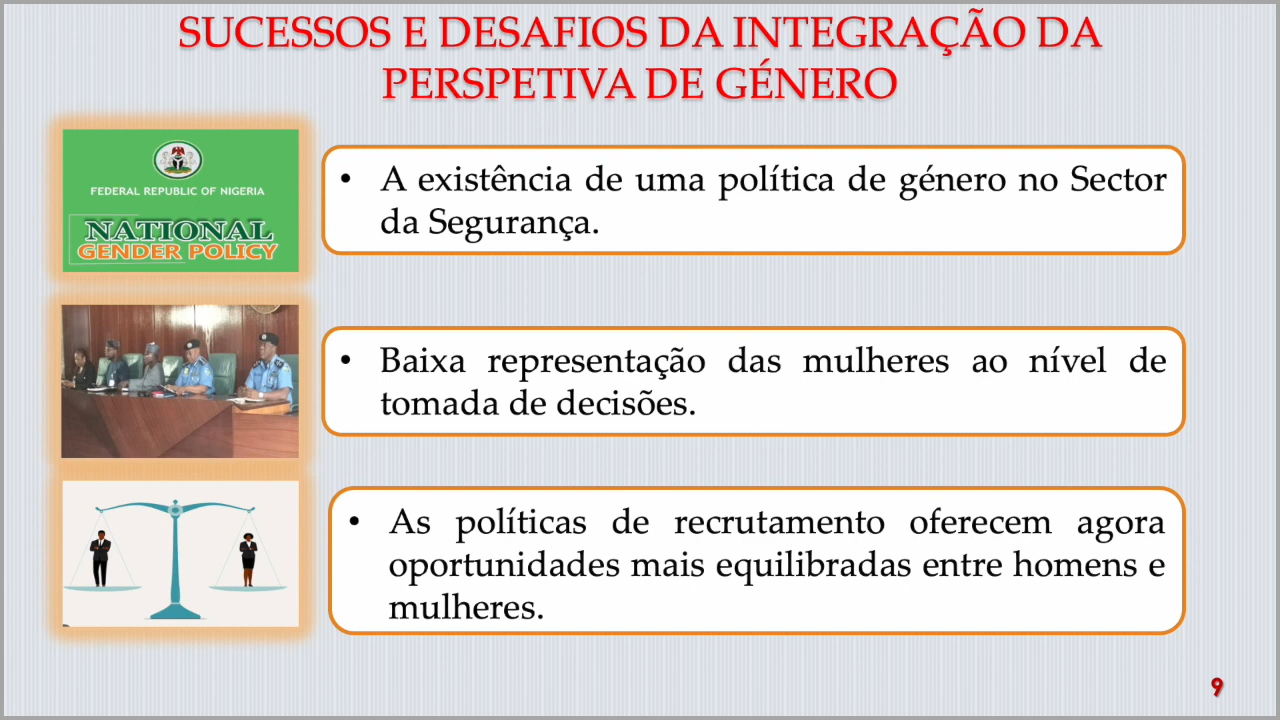 SUCESSOS E DESAFIOS DA INTEGRAÇÃO DA
PERSPETIVA DE GÉNERO
FEDERAL REPUBLIC OF NIGERIA
NATIONAL
GENDER POLICY
• A existência de uma política de género no Sector
da Segurança.
• Baixa representação das mulheres ao nível de
tomada de decisões.
• As políticas de recrutamento oferecem agora
oportunidades mais equilibradas entre homens e
mulheres.
9